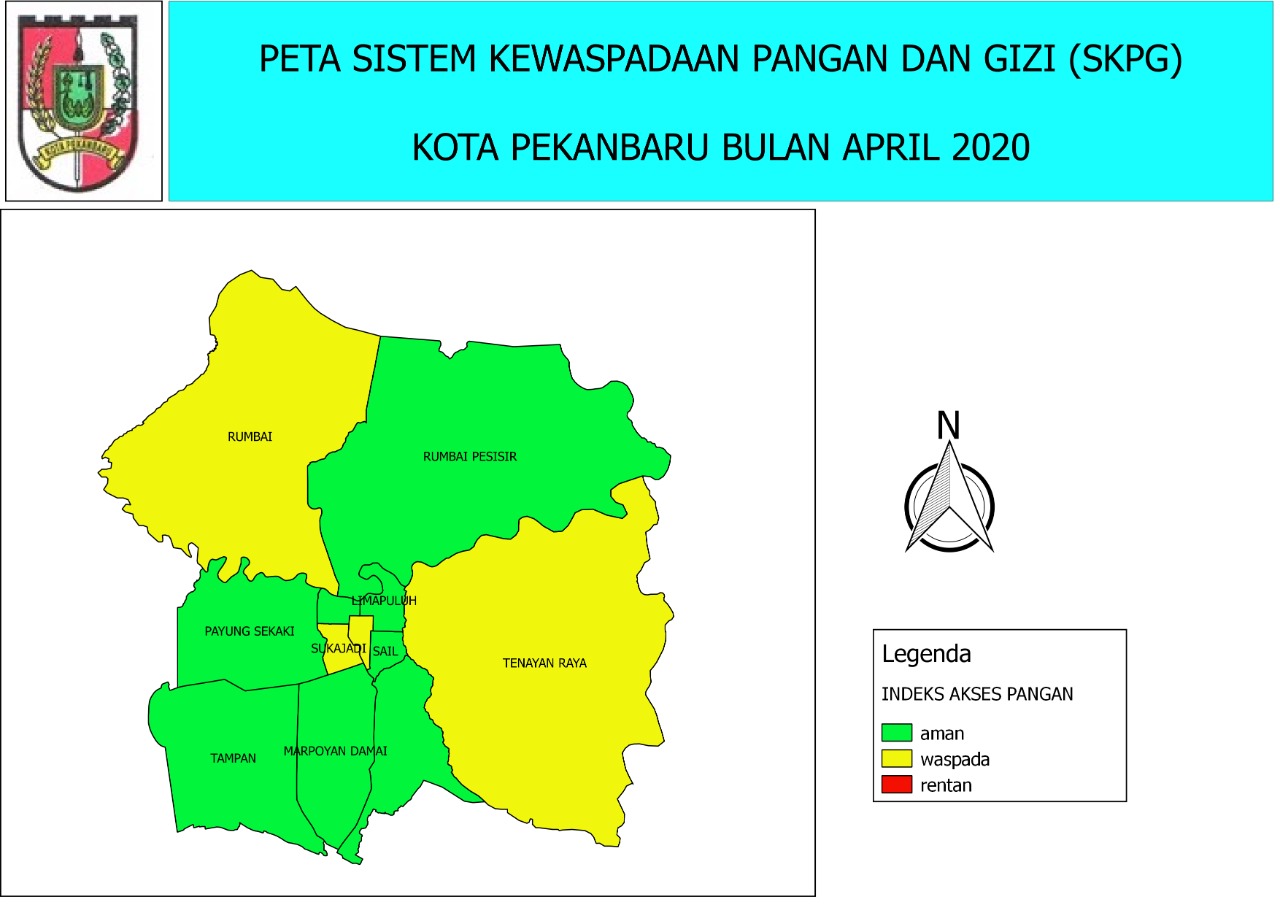 KOTA PEKANBARU
PETA SISTEM KEWASPADAAN PANGAN DAN GIZI (SKPG)
KOTA PEKANBARU BULAN APRIL 2020
RUMBAI
RUMBAI PESISIR
LIMAPULUH
PAYUNG SEKAKI
SUKAJADI
SAIL
TENAYAN RAYA
MARPOYAN DAMAI
TAMPAN
N
Legenda
INDEKS AKSES PANGAN
aman
waspada
rentan